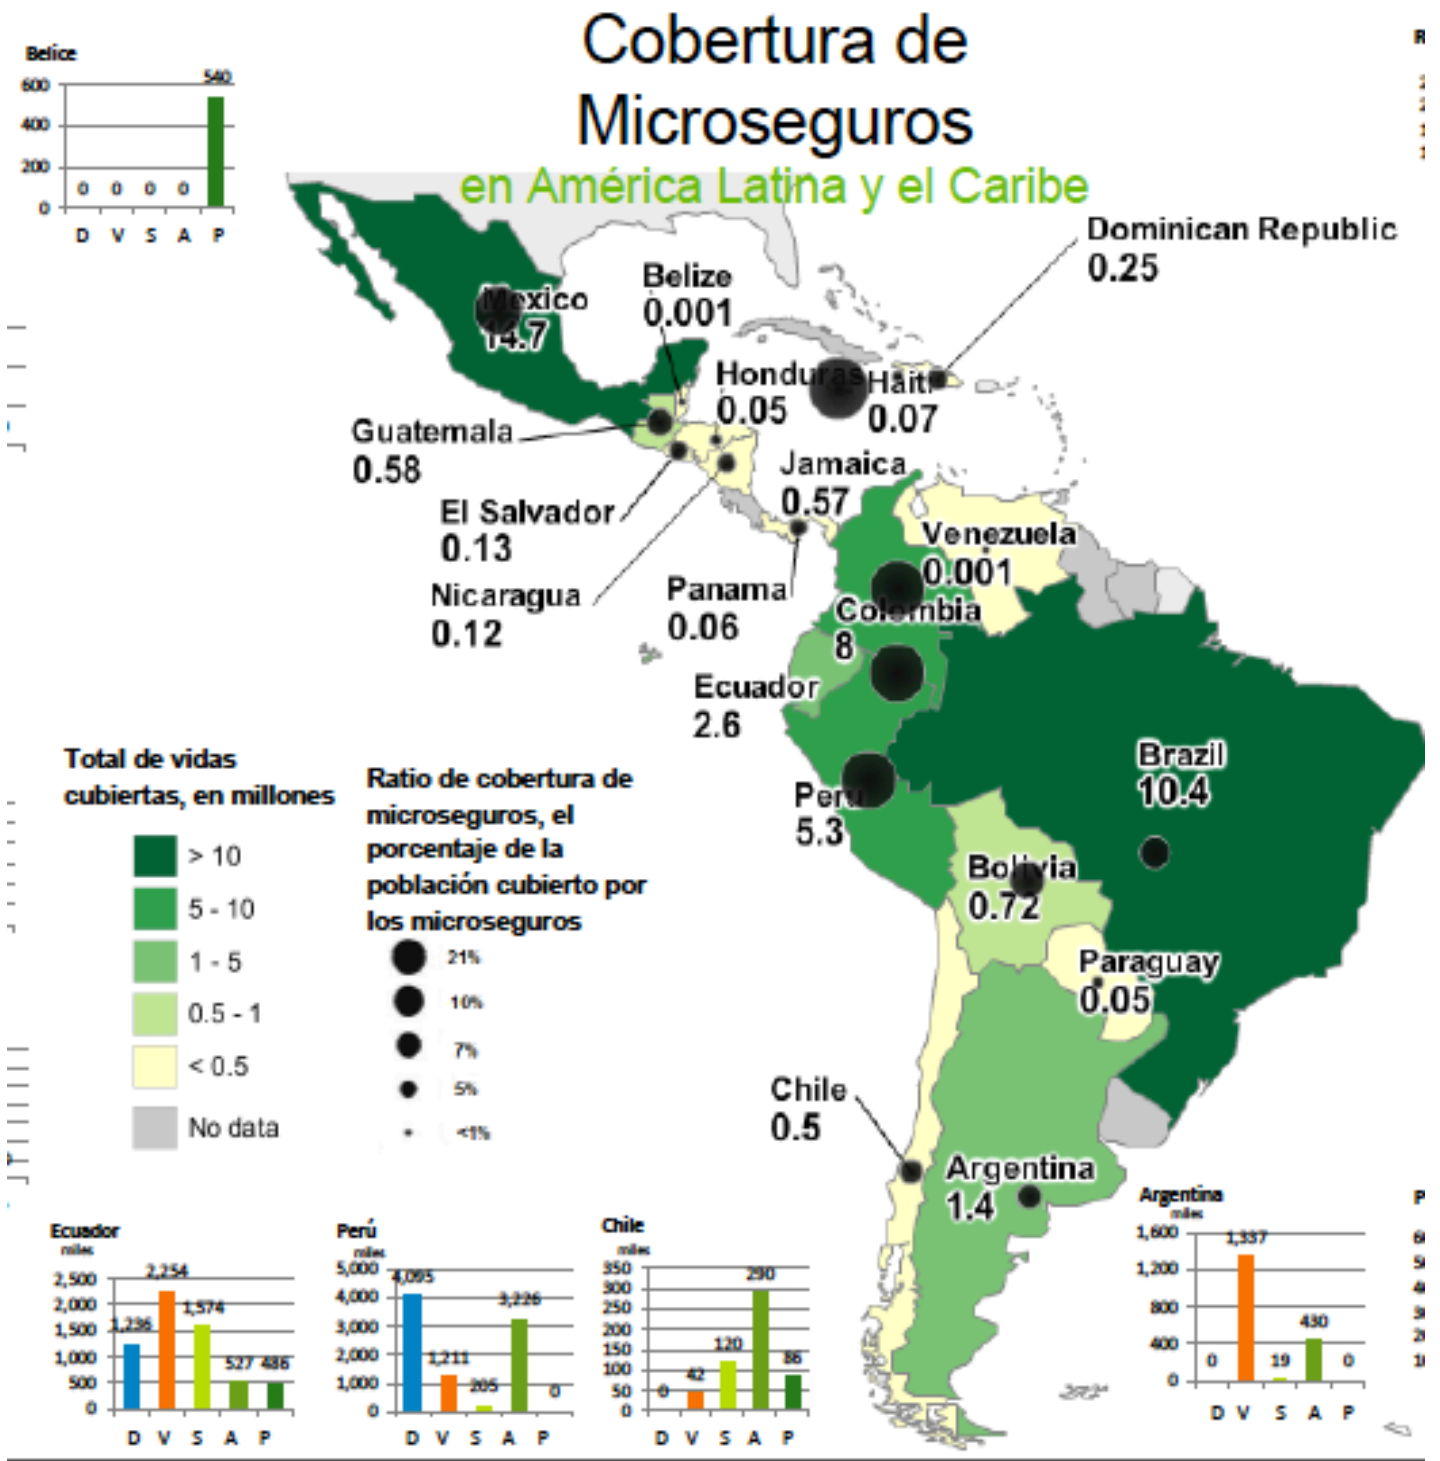 Cobertura de
Microseguros
en América Latina y el Caribe
Belice
600
400
200
0
540
0 0 0 0
D V S A P
Dominican Republic
0.25
Belize
0.001
Mexico
14.7
Honduras
0.05
Haiti
0.07
Guatemala
0.58
Jamaica
0.57
El Salvador
0.13
Venezuela
0.001
Nicaragua
0.12
Panama
0.06
Colombia
8
Ecuador
2.6
Brazil
10.4
Peru
5.3
Bolivia
0.72
Paraguay
0.05
Chile
0.5
Argentina
1.4
Total de vidas
cubiertas, en millones
> 10
5 - 10
1 - 5
0.5 - 1
< 0.5
No data
Ratio de cobertura de
microseguros, el
porcentaje de la
población cubierto por
los microseguros
21%
10%
7%
5%
<1%
Ecuador
miles
2,500
2,000
1,500
1,000
500
0
1,236
2,254
1,574
527
486
D V S A P
Perú
miles
5,000
4,000
3,000
2,000
1,000
0
4,095
1,211
205
3,226
0
D V S A P
Chile
miles
350
300
250
200
150
100
50
0
0
42
120
290
86
D V S A P
Argentina
miles
1,600
1,200
800
400
0
0
1,337
19
430
0
D V S A P